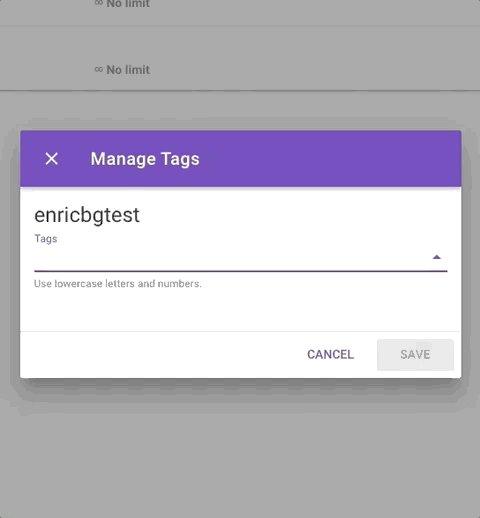 ∞ No limit
∞ No limit
Manage Tags
enricbgtest
Tags
Use lowercase letters and numbers.
CANCEL SAVE